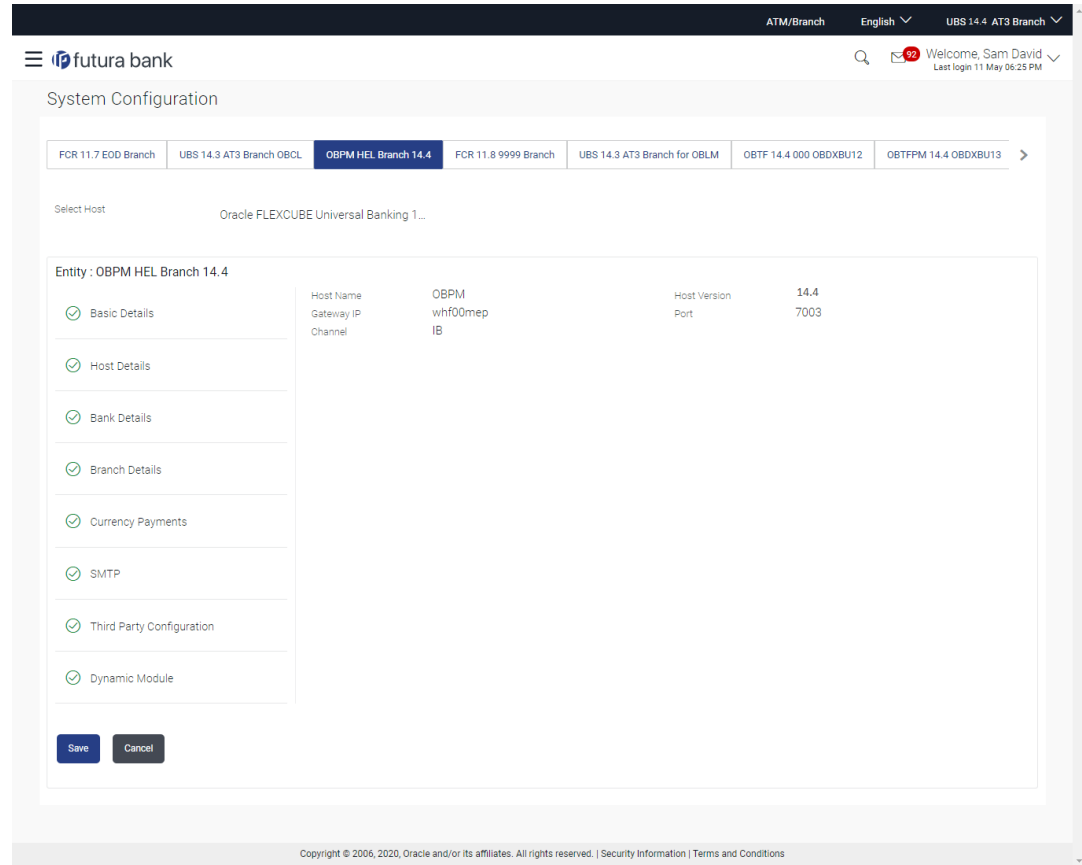 ATM/Branch English UBS 14.4 AT3 Branch
futura bank 92 Welcome, Sam David
Last login 11 May 06:25 PM
System Configuration
FCR 11.7 EOD Branch UBS 14.3 AT3 Branch OBCL OBPM HEL Branch 14.4 FCR 11.8 9999 Branch UBS 14.3 AT3 Branch for OBLM OBTF 14.4 000 OBDXBU12 OBTFPM 14.4 OBDXBU13
Select Host Oracle FLEXCUBE Universal Banking 1...
Entity : OBPM HEL Branch 14.4
Host Name OBPM Host Version 14.4
Gateway IP whf00mep Port 7003
Channel IB
Basic Details
Host Details
Bank Details
Branch Details
Currency Payments
SMTP
Third Party Configuration
Dynamic Module
Save Cancel
Copyright © 2006, 2020, Oracle and/or its affiliates. All rights reserved. | Security Information | Terms and Conditions